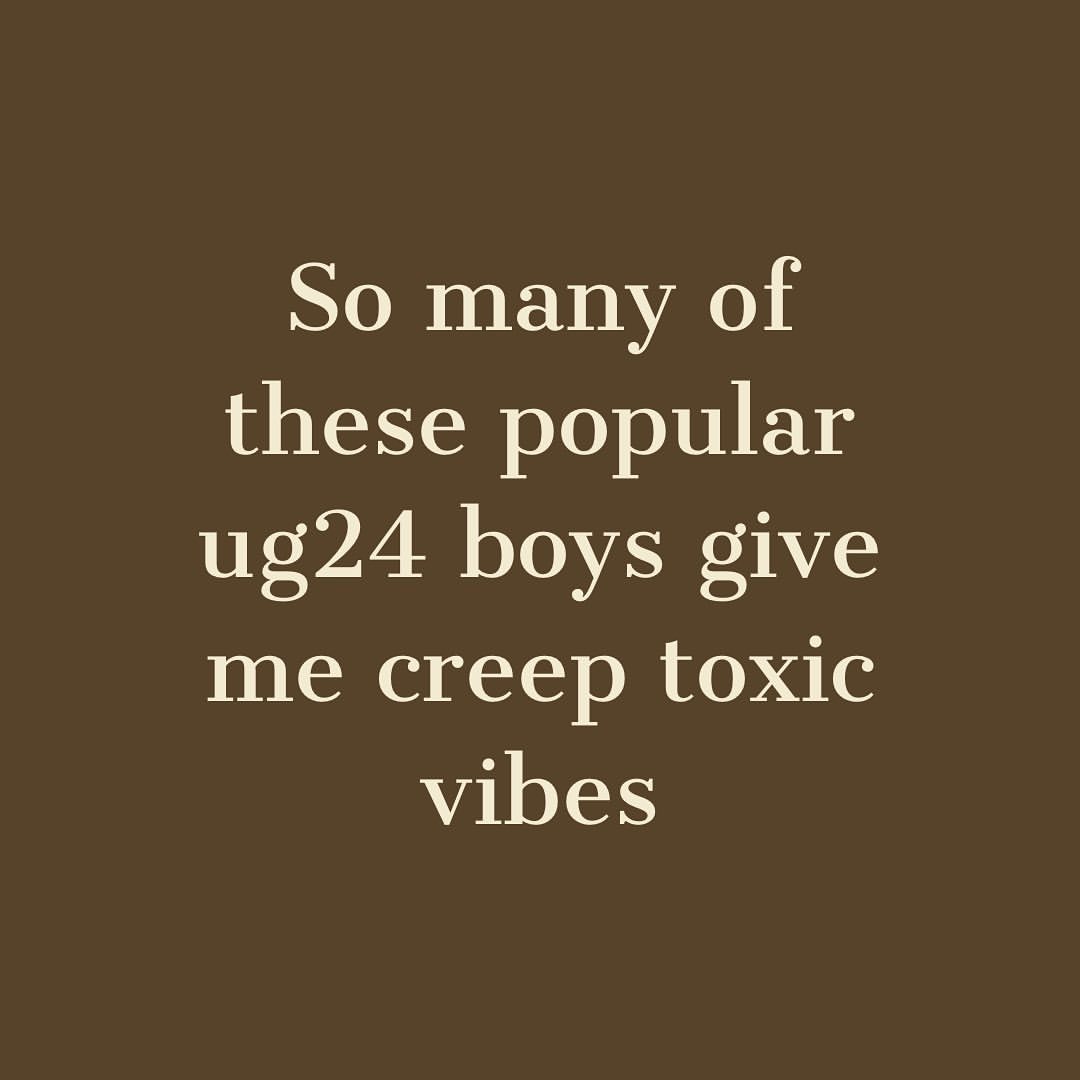 So many of
these popular
ug24 boys give
me creep toxic
vibes